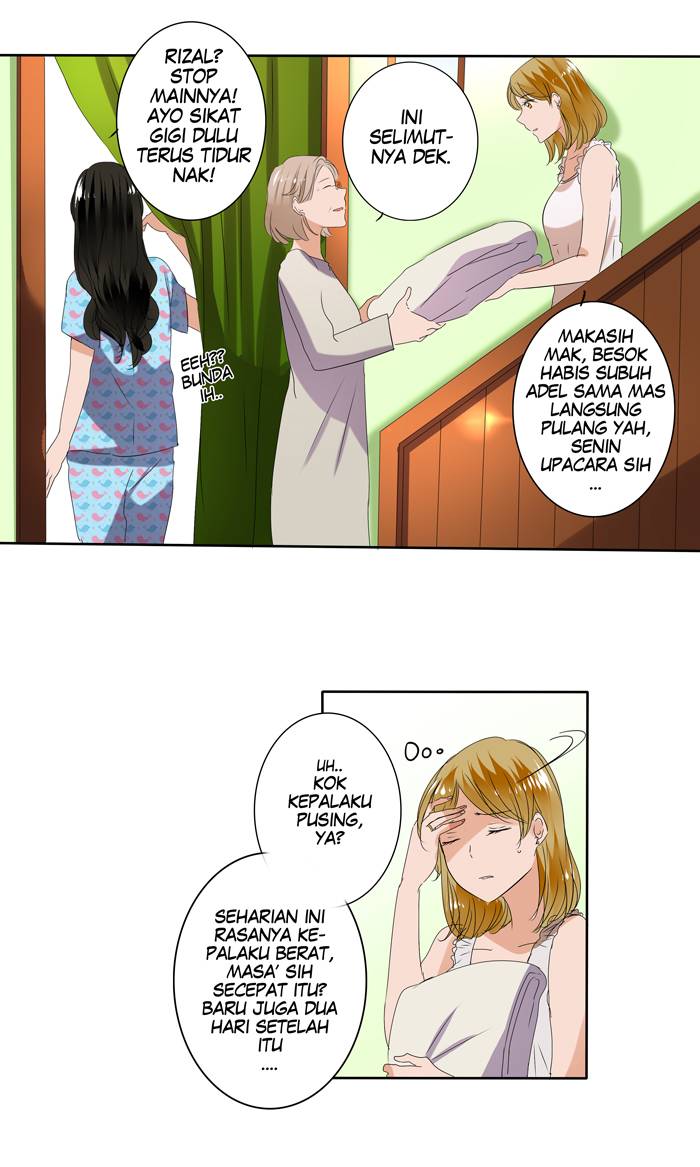 RIZAL?
STOP
MAINNYA!
AYO SIKAT
GIGI DULU
TERUS TIDUR
NAK!
EEH??
BUNDA
IH..
INI
SELIMUT-
NYA DEK.
MAKASIH
MAK, BESOK
HABIS SUBUH
ADEL SAMA MAS
LANGSUNG
PULANG YAH,
SENIN
UPACARA SIH
...
UH..
KOK
KEPALAKU
PUSING,
YA?
SEHARIAN INI
RASANYA KE-
PALAKU BERAT,
MASA' SIH
SECEPAT ITU?
BARU JUGA DUA
HARI SETELAH
ITU
....